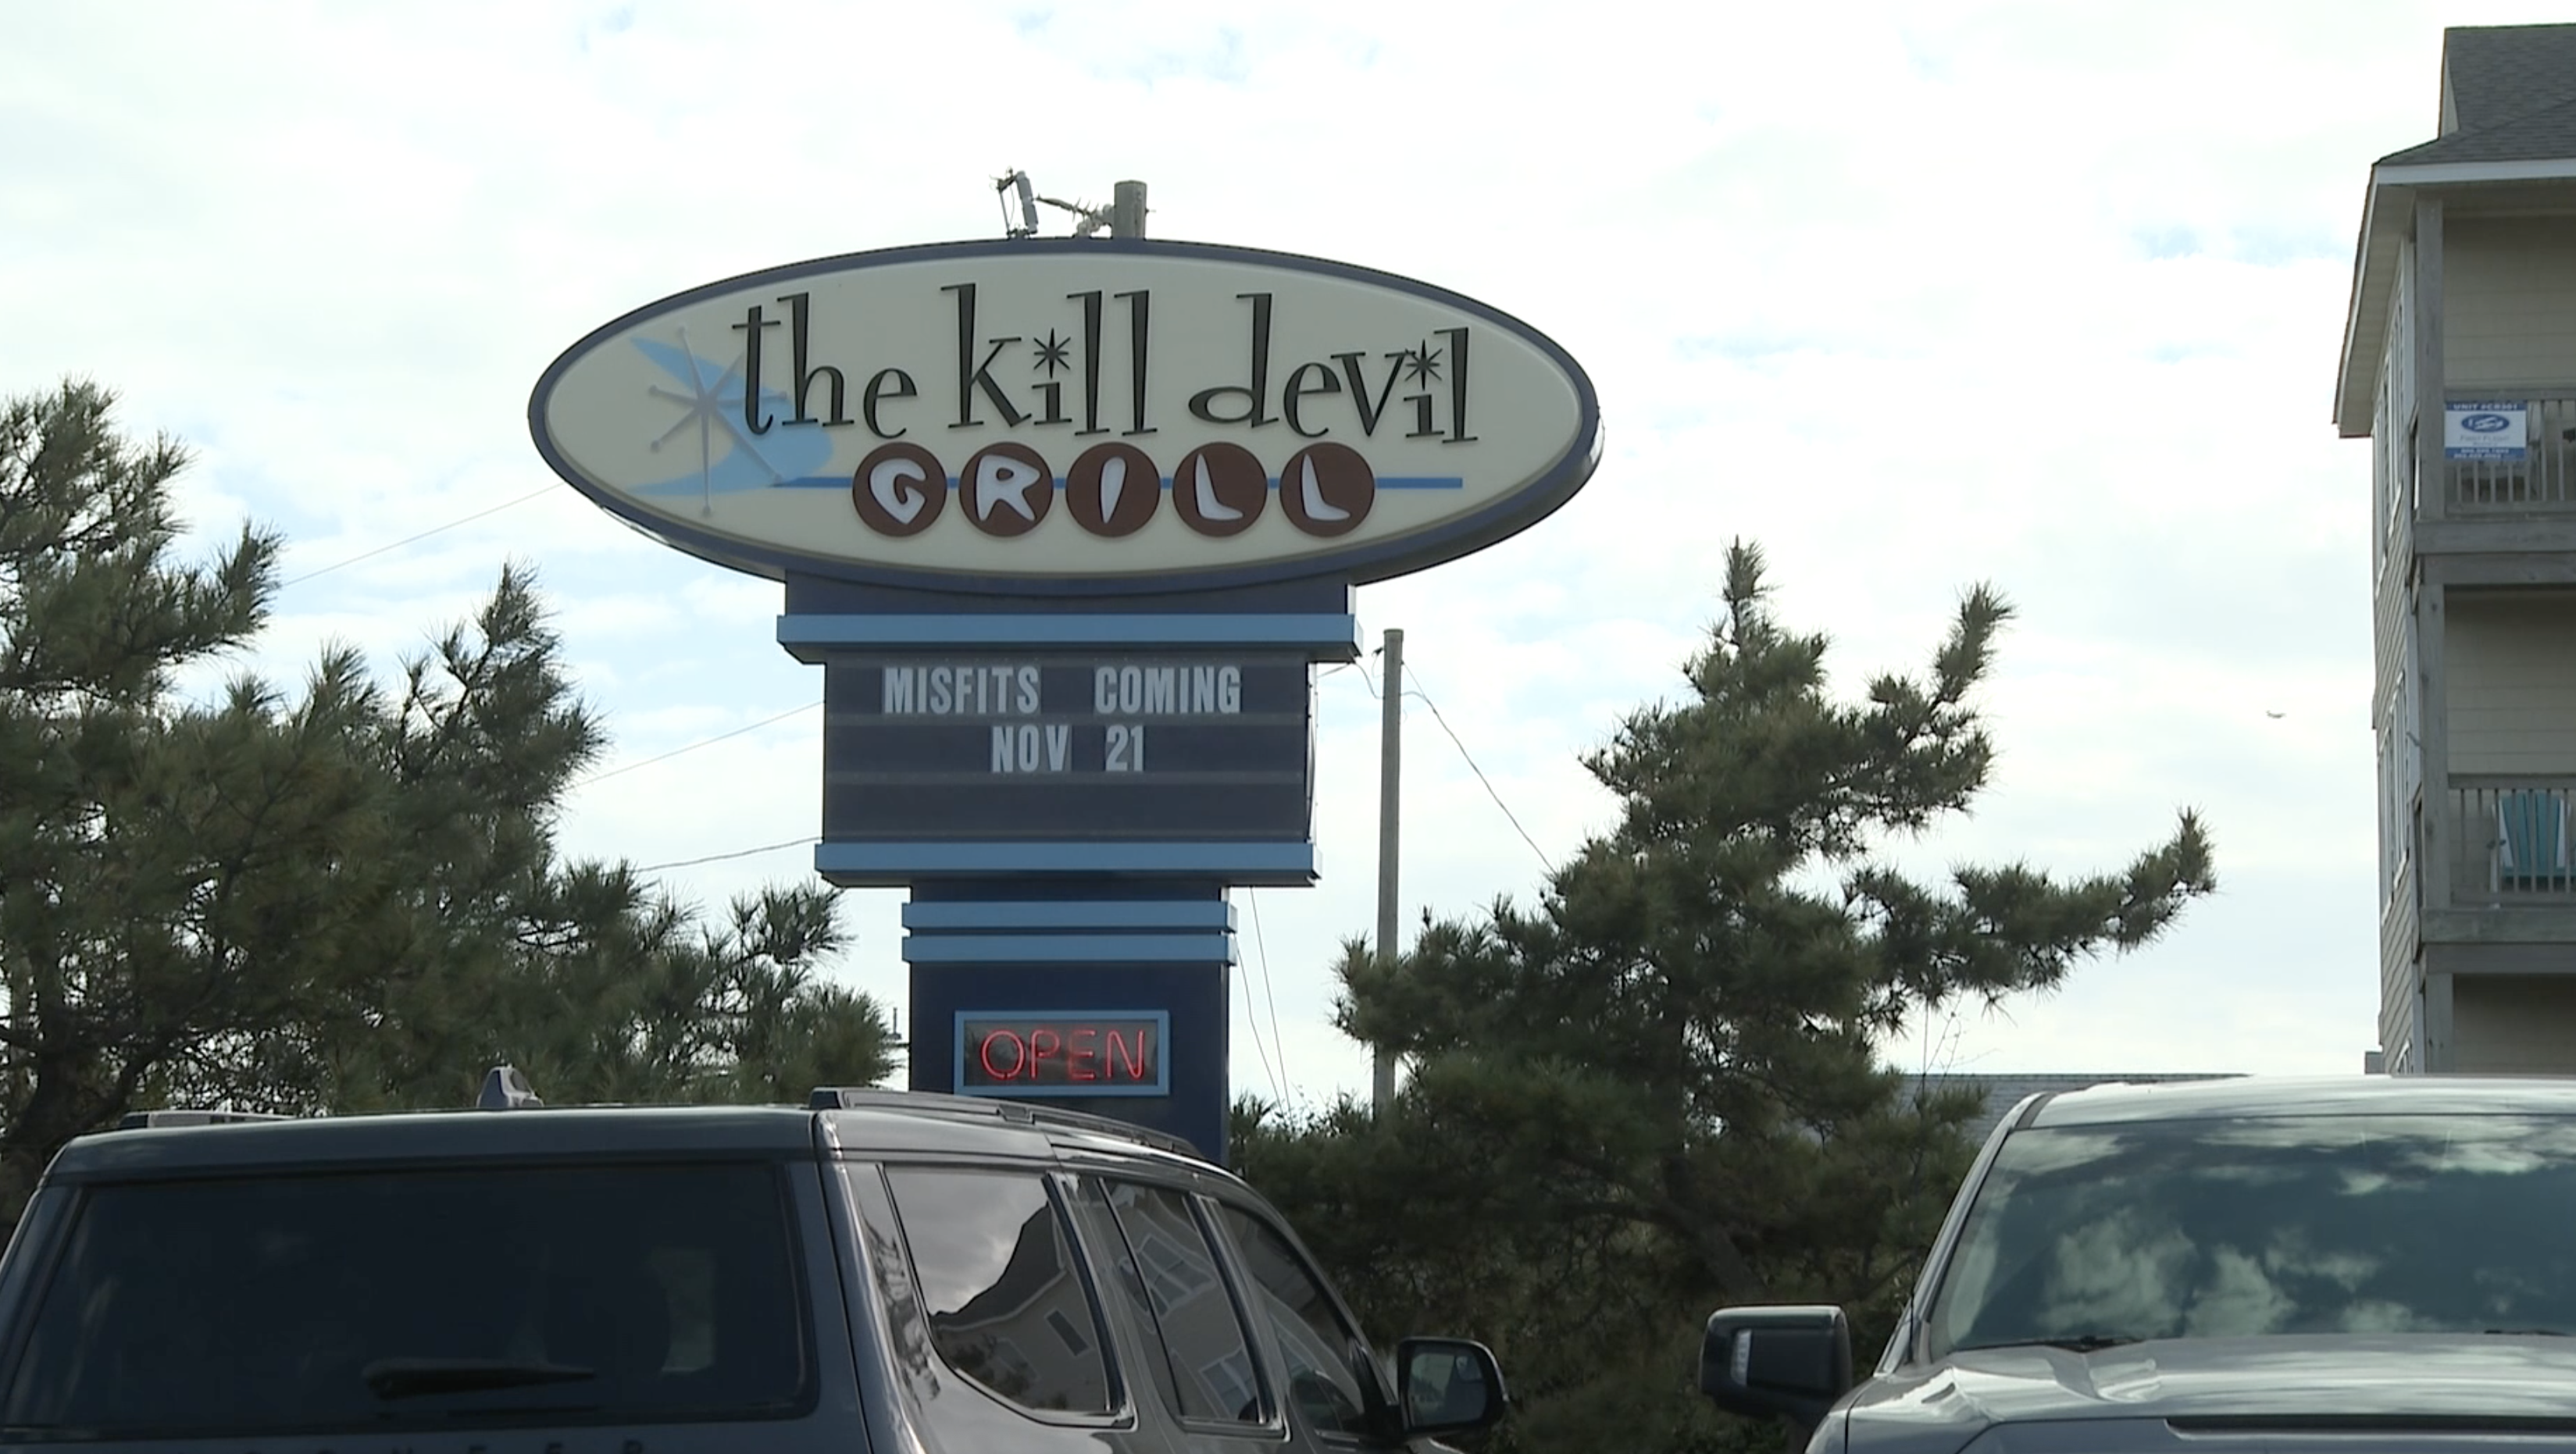 the kill devil
GRILL
MISFITS COMING
NOV 21
OPEN